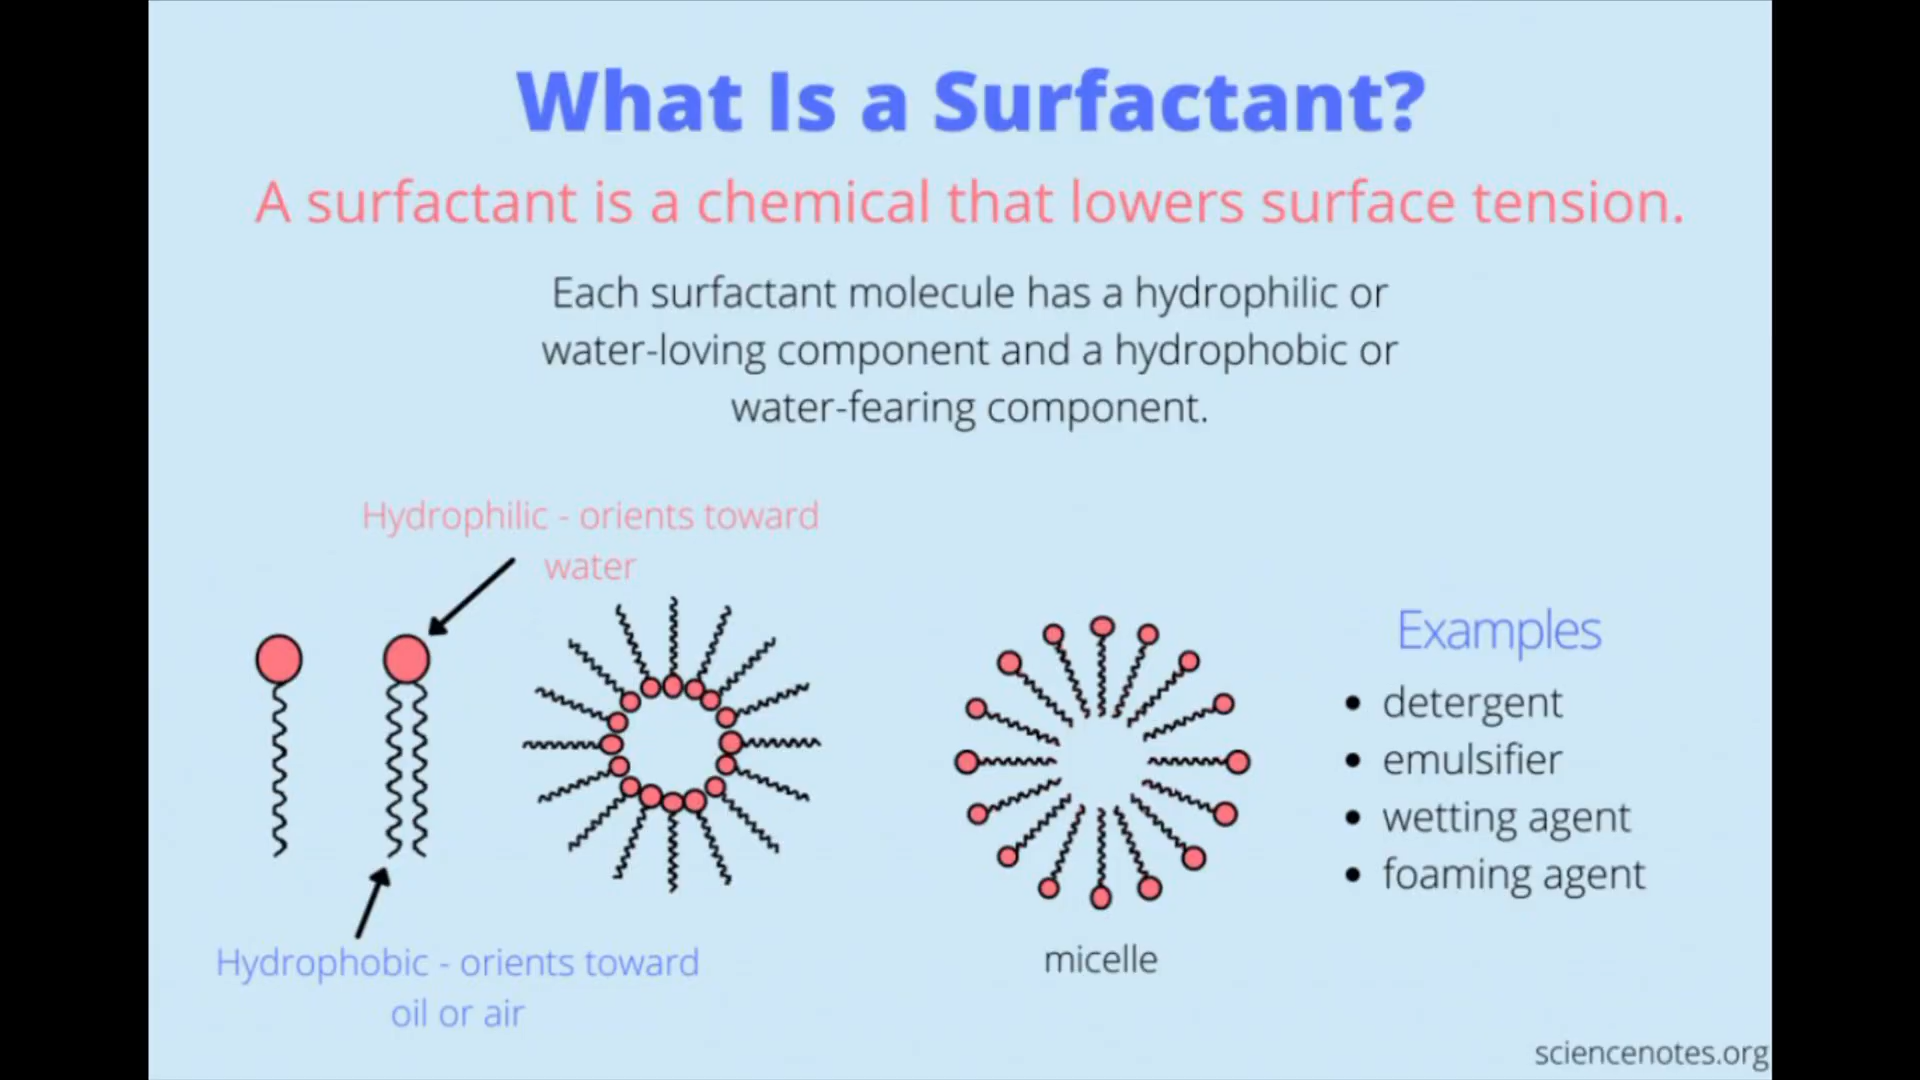 What Is a Surfactant?
A surfactant is a chemical that lowers surface tension.
Each surfactant molecule has a hydrophilic or
water-loving component and a hydrophobic or
water-fearing component.
Hydrophilic - orients toward
water
Hydrophobic - orients toward
oil or air
micelle
Examples
• detergent
• emulsifier
• wetting agent
• foaming agent
sciencenotes.org